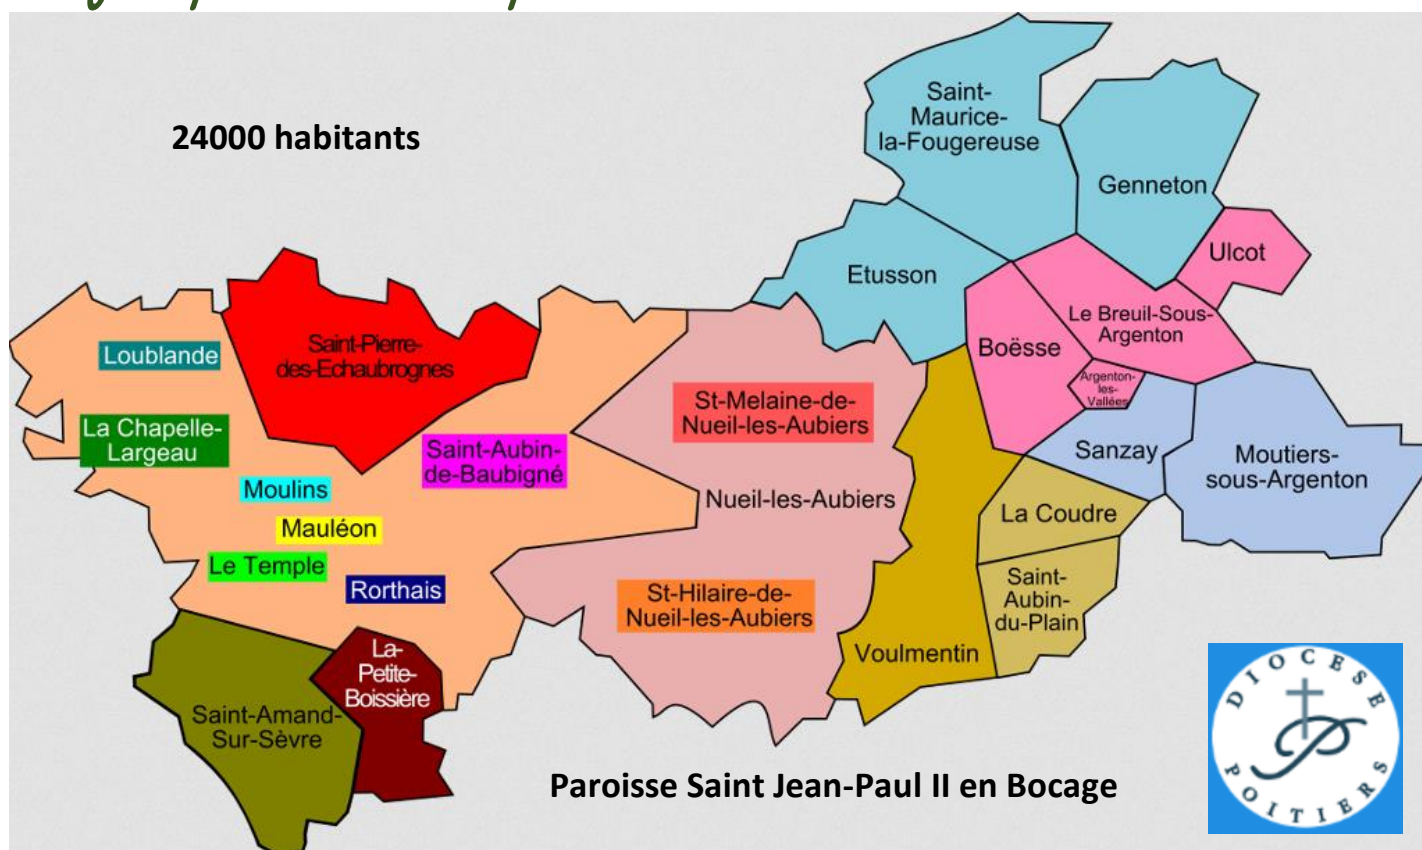 24000 habitants
Saint-
Maurice-
la-Fougereuse
Genneton
Ulcot
Etusson
Le Breuil-Sous-
Argenton
Boësse
Argenton-
les-
Vallées
Saint-Pierre-
des-Echaubrognes
Loublande
La Chapelle-
Largeau
Saint-Aubin-
de-Baubigné
St-Melaine-de-
Nueil-les-Aubiers
Sanzay
Moutiers-
sous-Argenton
Moulins
Nueil-les-Aubiers
La Coudre
Mauléon
Le Temple
Rorthais
St-Hilaire-de-
Nueil-les-Aubiers
Saint-
Aubin-
du-Plain
Voulmentin
La-
Petite-
Boissière
Saint-Amand-
Sur-Sèvre
Paroisse Saint Jean-Paul II en Bocage
DIOCESE
POITIERS